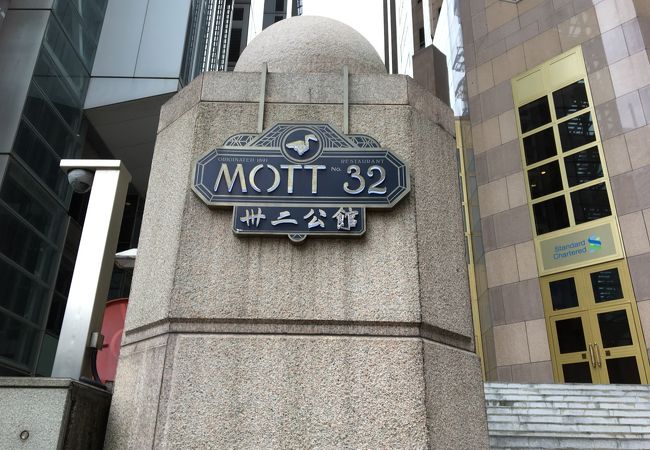 ORIGINATED 1891 RESTAURANT
MOTT No. 32
卅二公館
Standard
Chartered